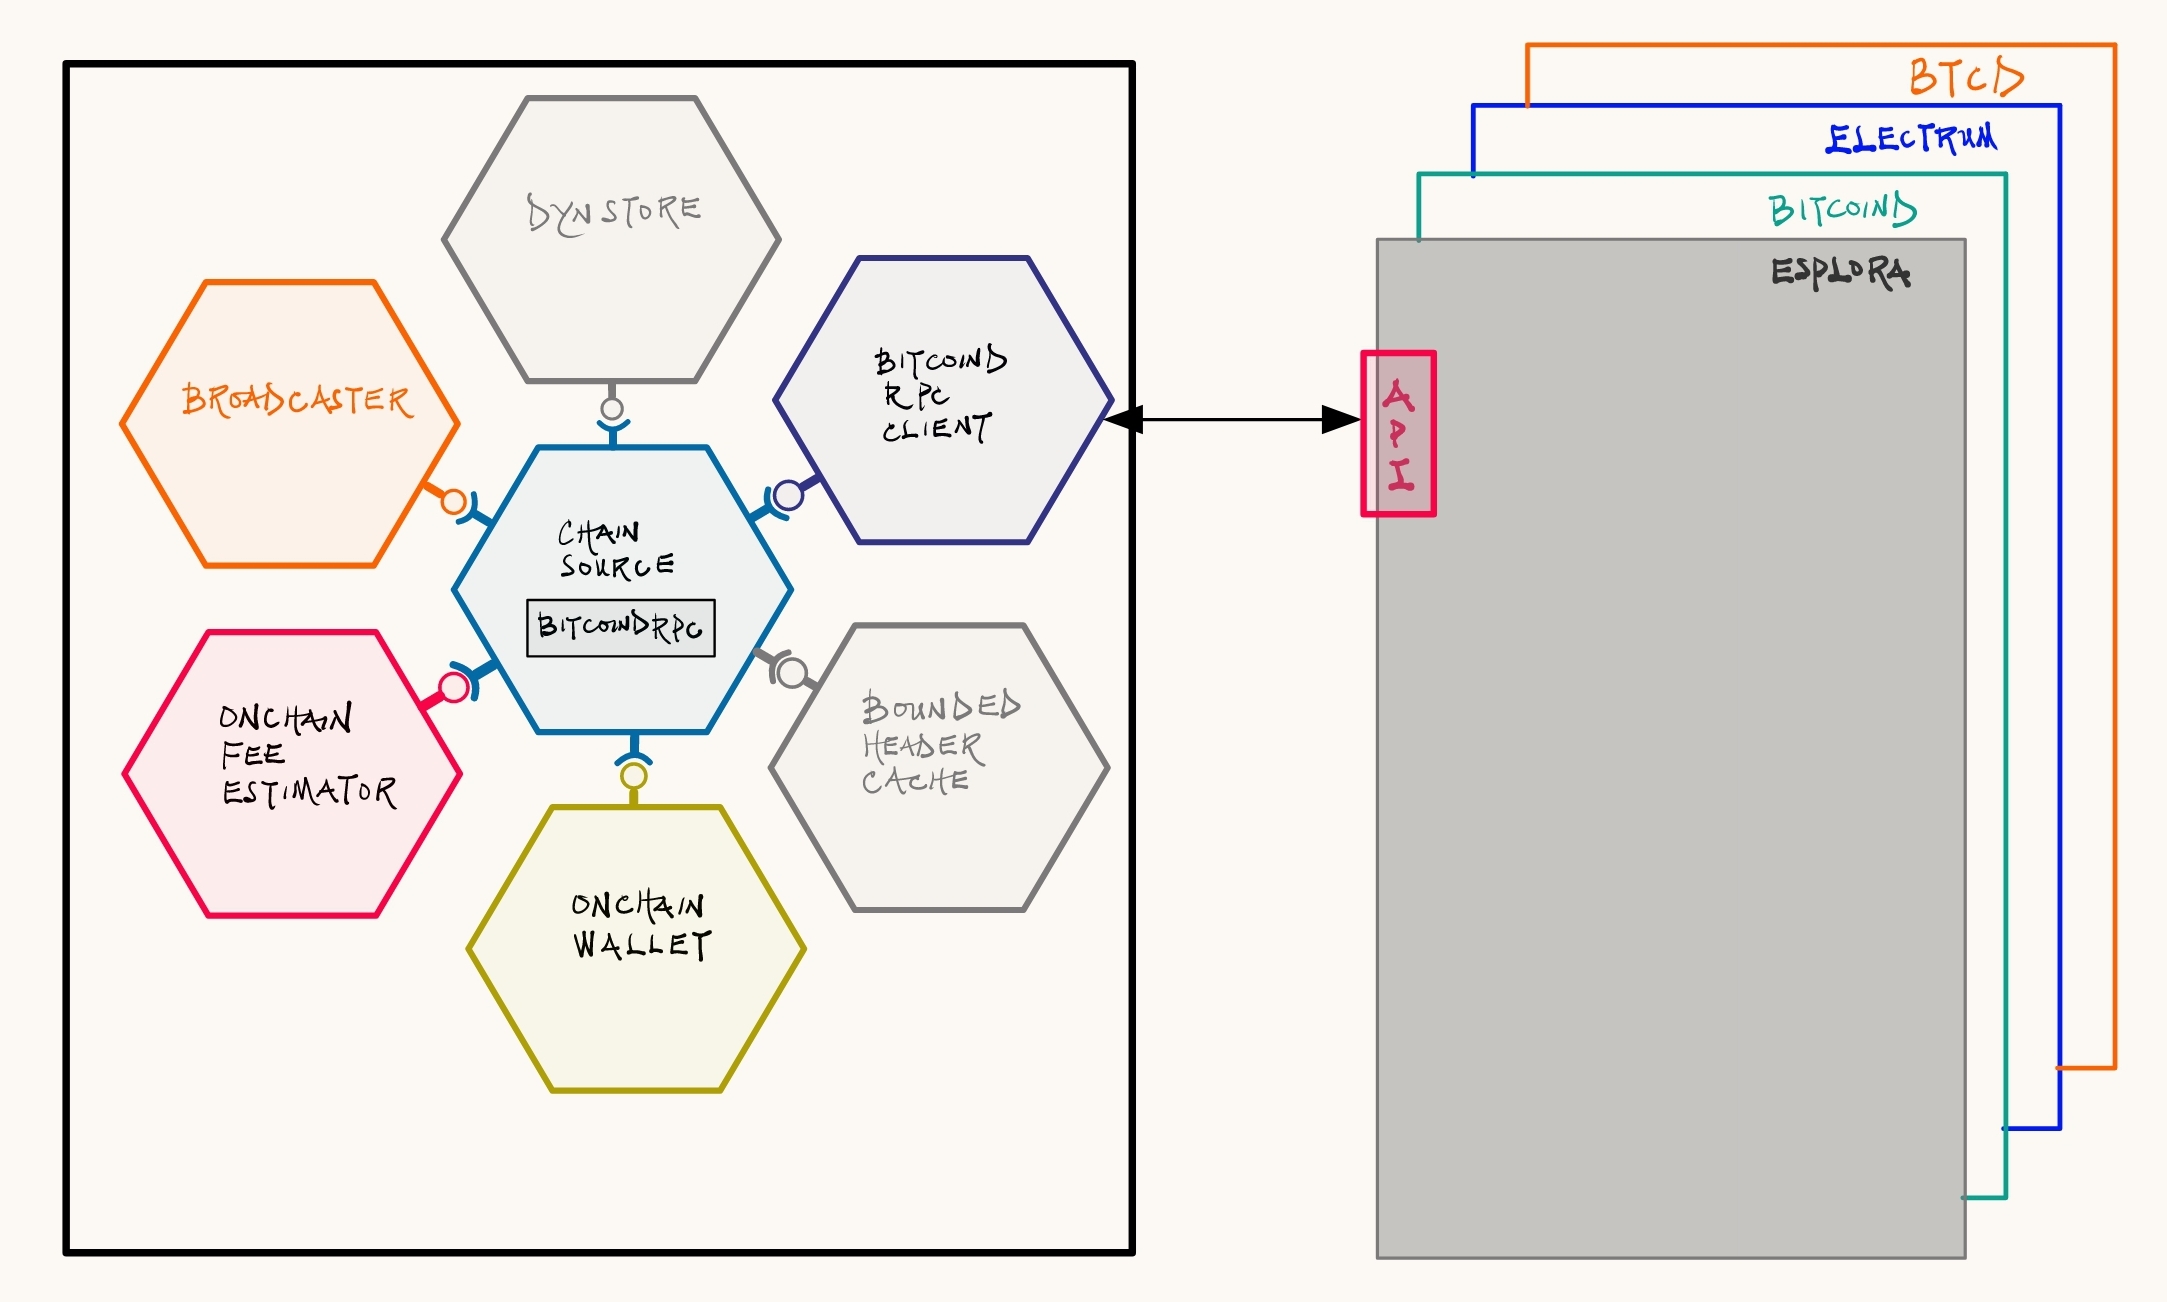 BTCD
ELECTRUM
BITCOIND
ESPLORA
API
DYNSTORE
BITCOIND
RPC
CLIENT
BROADCASTER
CHAIN
SOURCE
BITCOINDRPC
ONCHAIN
FEE
ESTIMATOR
BOUNDED
HEADER
CACHE
ONCHAIN
WALLET